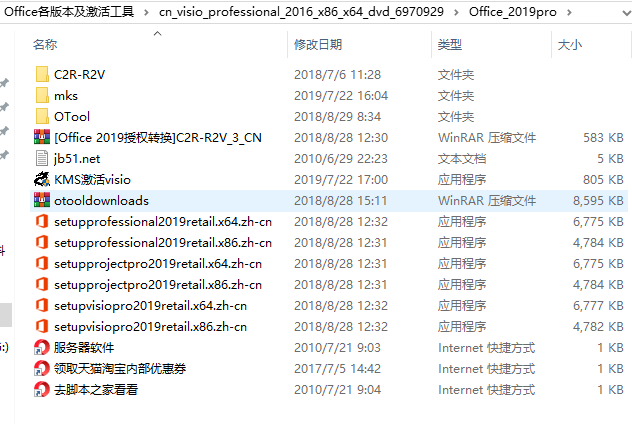 Office各版本及激活工具 > cn_visio_professional_2016_x86_x64_dvd_6970929 > Office_2019pro >
名称 修改日期 类型 大小
C2R-R2V 2018/7/6 11:28 文件夹
mks 2019/7/22 16:04 文件夹
OTool 2018/8/29 8:34 文件夹
[Office 2019授权转换]C2R-R2V_3_CN 2018/8/28 12:30 WinRAR 压缩文件 583 KB
jb51.net 2010/6/29 22:23 文本文档 5 KB
KMS激活visio 2019/7/22 17:00 应用程序 805 KB
otooldownloads 2018/8/28 15:11 WinRAR 压缩文件 8,595 KB
setupprofessional2019retail.x64.zh-cn 2018/8/28 12:32 应用程序 6,775 KB
setupprofessional2019retail.x86.zh-cn 2018/8/28 12:32 应用程序 4,784 KB
setupprojectpro2019retail.x64.zh-cn 2018/8/28 12:31 应用程序 6,775 KB
setupprojectpro2019retail.x86.zh-cn 2018/8/28 12:31 应用程序 4,784 KB
setupvisiopro2019retail.x64.zh-cn 2018/8/28 12:32 应用程序 6,777 KB
setupvisiopro2019retail.x86.zh-cn 2018/8/28 12:32 应用程序 4,782 KB
服务器软件 2010/7/21 9:03 Internet 快捷方式 1 KB
领取天猫淘宝内部优惠券 2017/7/5 14:42 Internet 快捷方式 1 KB
去脚本之家看看 2010/7/21 9:04 Internet 快捷方式 1 KB